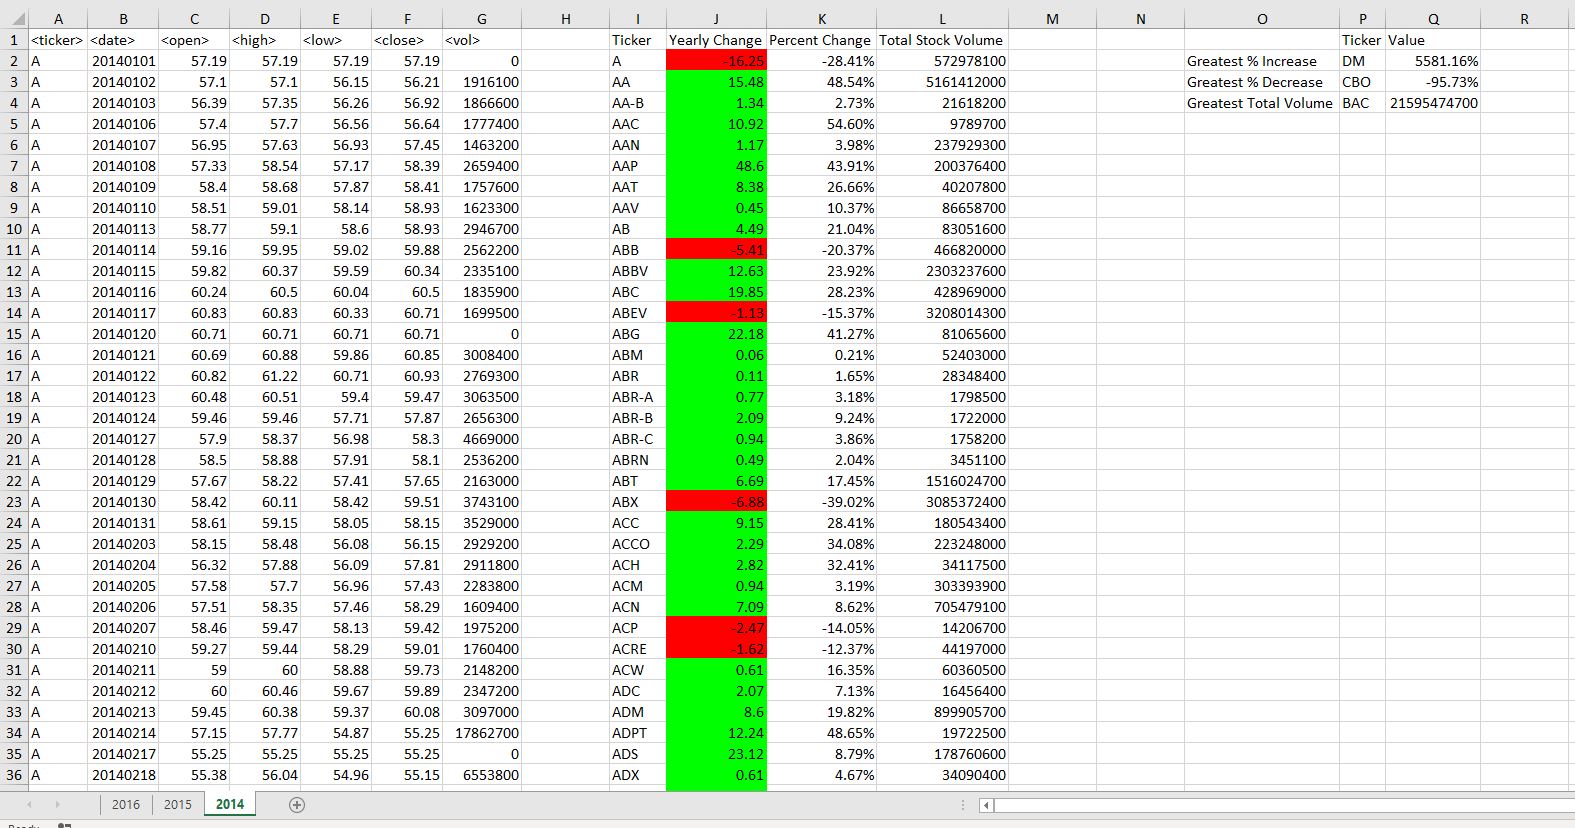 A B C D E F G H I J K L M N O P Q R
1 <ticker> <date> <open> <high> <low> <close> <vol> Ticker Yearly Change Percent Change Total Stock Volume Ticker Value
2 A 20140101 57.19 57.19 57.19 57.19 0 A -16.25 -28.41% 572978100 Greatest % Increase DM 5581.16%
3 A 20140102 57.1 57.1 56.15 56.21 1916100 AA 15.48 48.54% 5161412000 Greatest % Decrease CBO -95.73%
4 A 20140103 56.39 57.35 56.26 56.92 1866600 AA-B 1.34 2.73% 21618200 Greatest Total Volume BAC 21595474700
5 A 20140106 57.4 57.7 56.56 56.64 1777400 AAC 10.92 54.60% 9789700
6 A 20140107 56.95 57.63 56.93 57.45 1463200 AAN 1.17 3.98% 237929300
7 A 20140108 57.33 58.54 57.17 58.39 2659400 AAP 48.6 43.91% 200376400
8 A 20140109 58.4 58.68 57.87 58.41 1757600 AAT 8.38 26.66% 40207800
9 A 20140110 58.51 59.01 58.14 58.93 1623300 AAV 0.45 10.37% 86658700
10 A 20140113 58.77 59.1 58.6 58.93 2946700 AB 4.49 21.04% 83051600
11 A 20140114 59.16 59.95 59.02 59.88 2562200 ABB -5.41 -20.37% 466820000
12 A 20140115 59.82 60.37 59.59 60.34 2335100 ABBV 12.63 23.92% 2303237600
13 A 20140116 60.24 60.5 60.04 60.5 1835900 ABC 19.85 28.23% 428969000
14 A 20140117 60.83 60.83 60.33 60.71 1699500 ABEV -1.13 -15.37% 3208014300
15 A 20140120 60.71 60.71 60.71 60.71 0 ABG 22.18 41.27% 81065600
16 A 20140121 60.69 60.88 59.86 60.85 3008400 ABM 0.06 0.21% 52403000
17 A 20140122 60.82 61.22 60.71 60.93 2769300 ABR 0.11 1.65% 28348400
18 A 20140123 60.48 60.51 59.4 59.47 3063500 ABR-A 0.77 3.18% 1798500
19 A 20140124 59.46 59.46 57.71 57.87 2656300 ABR-B 2.09 9.24% 1722000
20 A 20140127 57.9 58.37 56.98 58.3 4669000 ABR-C 0.94 3.86% 1758200
21 A 20140128 58.5 58.88 57.91 58.1 2536200 ABRN 0.49 2.04% 3451100
22 A 20140129 57.67 58.22 57.41 57.65 2163000 ABT 6.69 17.45% 1516024700
23 A 20140130 58.42 60.11 58.42 59.51 3743100 ABX -6.88 -39.02% 3085372400
24 A 20140131 58.61 59.15 58.05 58.15 3529000 ACC 9.15 28.41% 180543400
25 A 20140203 58.15 58.48 56.08 56.15 2929200 ACCO 2.29 34.08% 223248000
26 A 20140204 56.32 57.88 56.09 57.81 2911800 ACH 2.82 32.41% 34117500
27 A 20140205 57.58 57.7 56.96 57.43 2283800 ACM 0.94 3.19% 303393900
28 A 20140206 57.51 58.35 57.46 58.29 1609400 ACN 7.09 8.62% 705479100
29 A 20140207 58.46 59.47 58.13 59.42 1975200 ACP -2.47 -14.05% 14206700
30 A 20140210 59.27 59.44 58.29 59.01 1760400 ACRE -1.62 -12.37% 44197000
31 A 20140211 59 60 58.88 59.73 2148200 ACW 0.61 16.35% 60360500
32 A 20140212 60 60.46 59.67 59.89 2347200 ADC 2.07 7.13% 16456400
33 A 20140213 59.45 60.38 59.37 60.08 3097000 ADM 8.6 19.82% 899905700
34 A 20140214 57.15 57.77 54.87 55.25 17862700 ADPT 12.24 48.65% 19722500
35 A 20140217 55.25 55.25 55.25 55.25 0 ADS 23.12 8.79% 178760600
36 A 20140218 55.38 56.04 54.96 55.15 6553800 ADX 0.61 4.67% 34090400
2016 2015 2014